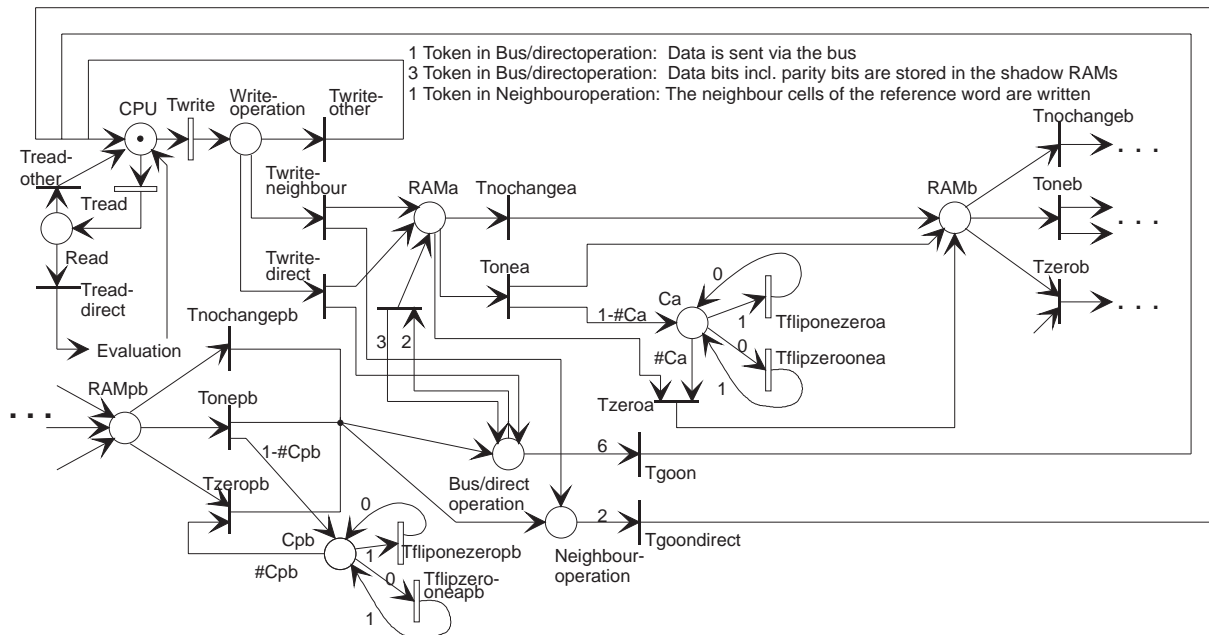 1 Token in Bus/directoperation: Data is sent via the bus
3 Token in Bus/directoperation: Data bits incl. parity bits are stored in the shadow RAMs
1 Token in Neighbouroperation: The neighbour cells of the reference word are written
CPU
Twrite
Write-
operation
Twrite-
other
Tnochangeb
. . .
Tread-
other
Tread
Twrite-
neighbour
RAMa
Tnochangea
RAMb
Toneb
. . .
Read
Tread-
direct
Twrite-
direct
Tonea
Ca
0
1
Tfliponezeroa
Tzerob
. . .
Tnochangepb
3
2
1-#Ca
#Ca
0
Tflipzeroonea
1
Evaluation
RAMpb
. . .
Tonepb
Tzeroa
1-#Cpb
6
Tgoon
Tzeropb
Bus/direct
operation
0
2
Tgoondirect
Cpb
1
Tfliponezeropb
Neighbour-
operation
#Cpb
0
Tflipzero-
oneapb
1